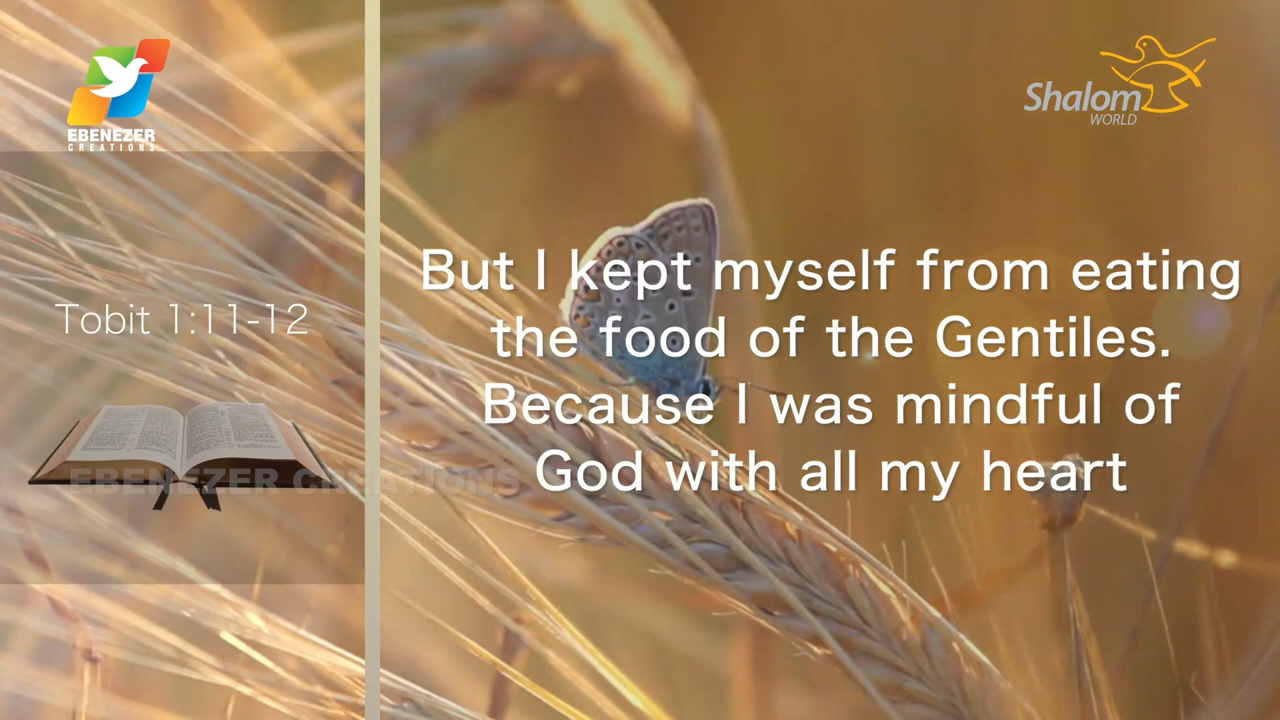 EBENEZER
CREATIONS
Shalom
WORLD
Tobit 1:11-12
But I kept myself from eating
the food of the Gentiles.
Because I was mindful of
God with all my heart
EBENEZER CREATIONS